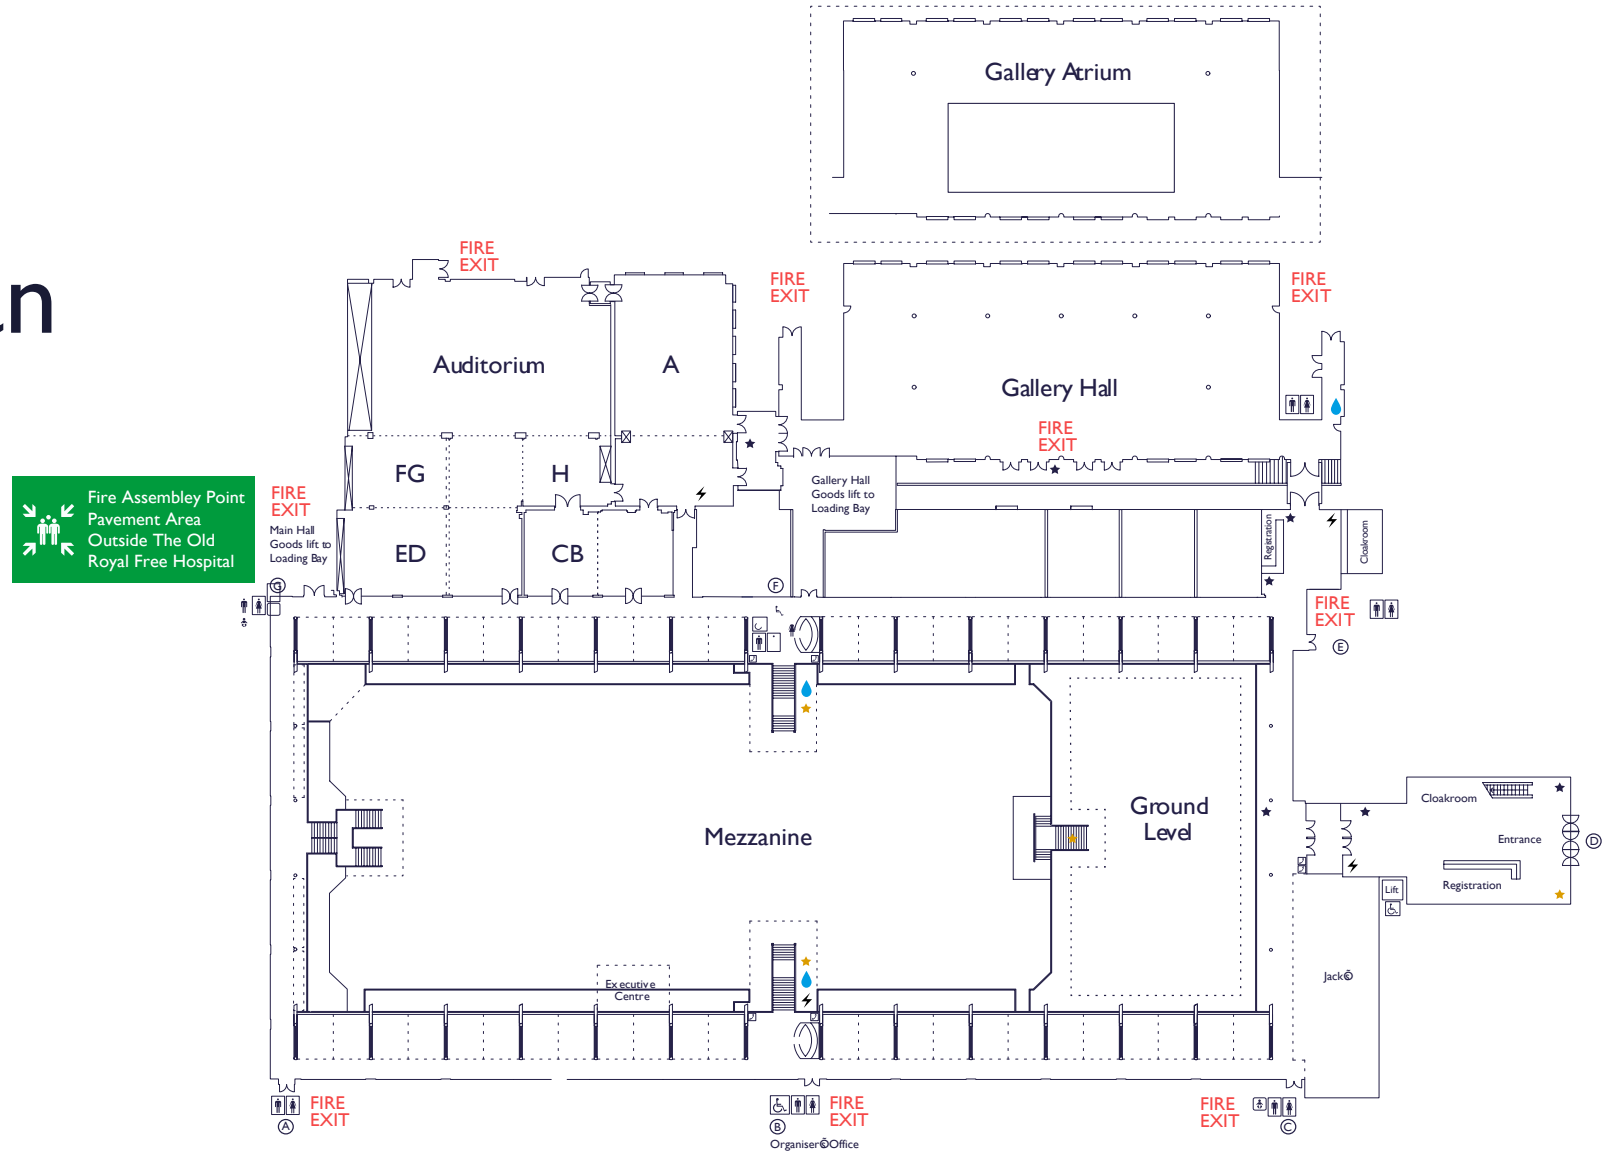 Gallery Atrium
FIRE
EXIT
FIRE
EXIT
FIRE
EXIT
Auditorium
A
Gallery Hall
FIRE
EXIT
FG
H
Gallery Hall
Goods lift to
Loading Bay
Fire Assembley Point
Pavement Area
Outside The Old
Royal Free Hospital
FIRE
EXIT
Main Hall
Goods lift to
Loading Bay
ED
CB
Registration
Cloakroom
G
F
FIRE
EXIT
E
Mezzanine
Ground
Level
Cloakroom
Entrance
D
Registration
Lift
Executive
Centre
FIRE
EXIT
A
FIRE
EXIT
B
FIRE
EXIT
C